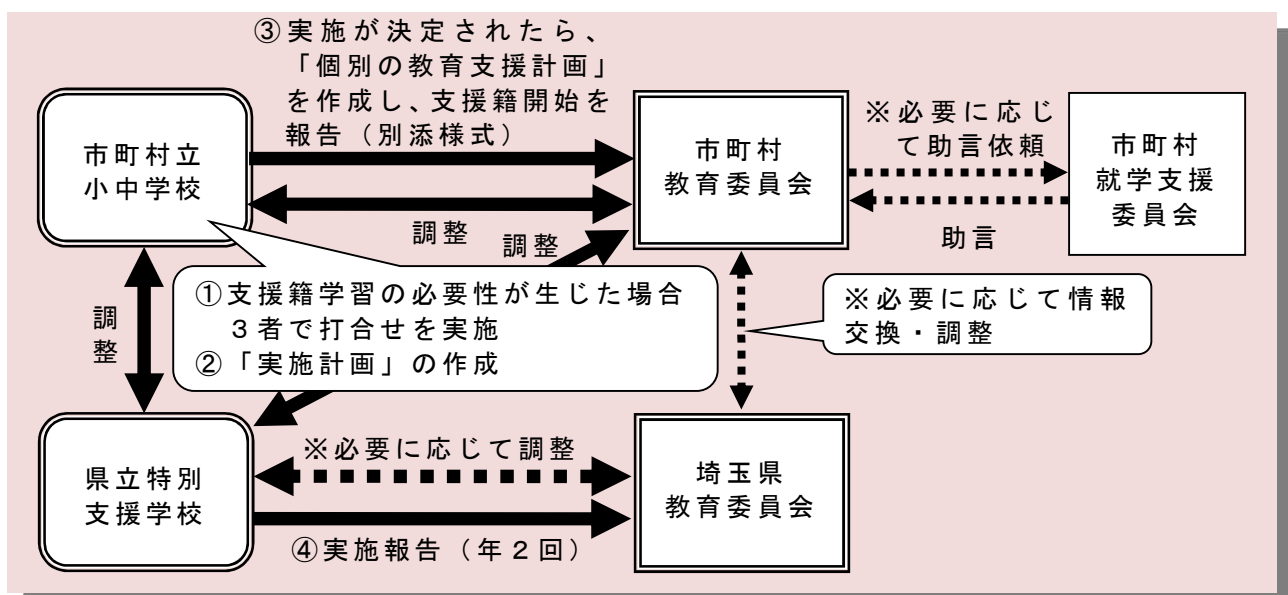 ③実施が決定されたら、
「個別の教育支援計画」
を作成し、支援籍開始を
報告（別添様式）
市町村立
小中学校
市町村
教育委員会
※必要に応じ
て助言依頼
市町村
就学支援
委員会
助言
調整
調整
①支援籍学習の必要性が生じた場合
３者で打合せを実施
②「実施計画」の作成
※必要に応じて情報
交換・調整
調
整
県立特別
支援学校
※必要に応じて調整
④実施報告（年２回）
埼玉県
教育委員会